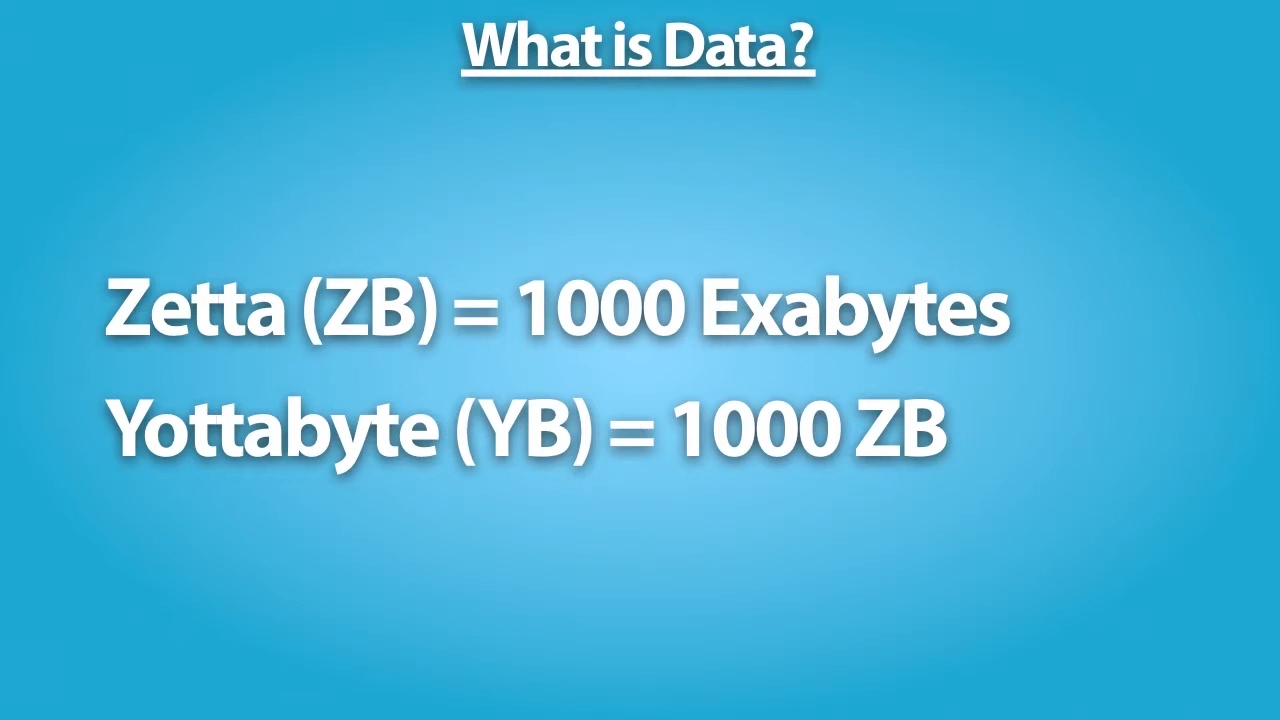 What is Data?
Zetta (ZB) = 1000 Exabytes
Yottabyte (YB) = 1000 ZB